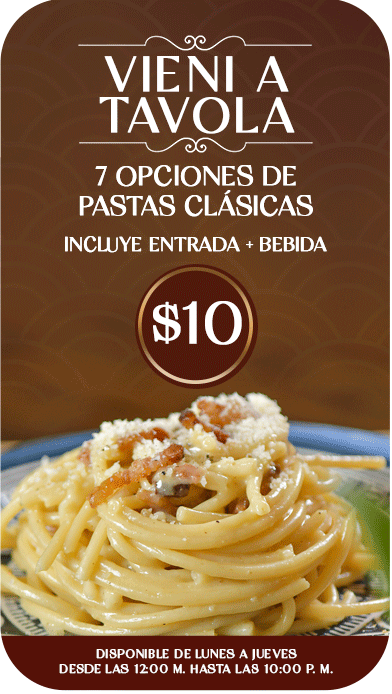 VIENI A
TAVOLA
7 OPCIONES DE
PASTAS CLÁSICAS
INCLUYE ENTRADA + BEBIDA
$10
DISPONIBLE DE LUNES A JUEVES
DESDE LAS 12:00 M. HASTA LAS 10:00 P. M.